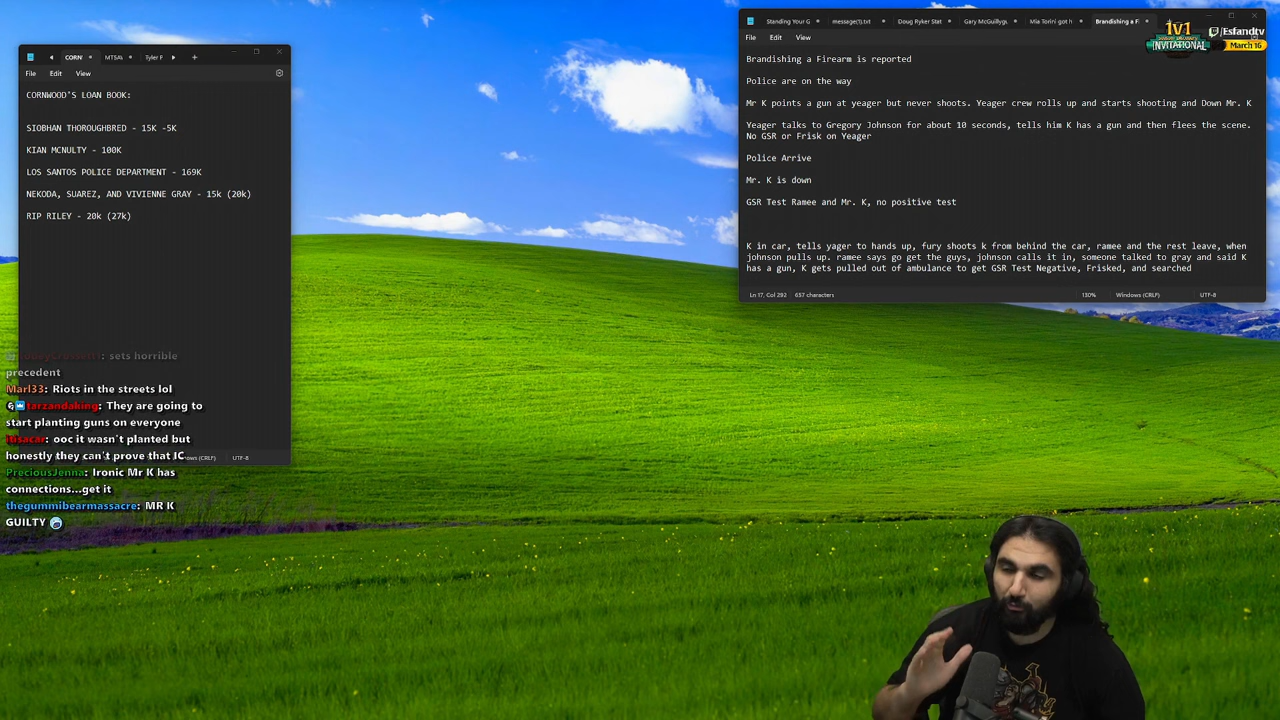 CORNW
MTSA
Tyler F
File Edit View
CORNWOOD'S LOAN BOOK:
SIOBHAN THOROUGHBRED - 15K -5K
KIAN MCNULTY - 100K
LOS SANTOS POLICE DEPARTMENT - 169K
NEKODA, SUAREZ, AND VIVIENNE GRAY - 15k (20k)
RIP RILEY - 20k (27k)
ows (CRLF) UTF-8
Standing Your G
message(1).txt
Doug Ryker Stat
Gary McGuillygu
Mia Torini got h
Brandishing a F
File Edit View
Brandishing a Firearm is reported
Police are on the way
Mr K points a gun at yeager but never shoots. Yeager crew rolls up and starts shooting and Down Mr. K
Yeager talks to Gregory Johnson for about 10 seconds, tells him K has a gun and then flees the scene.
No GSR or Frisk on Yeager
Police Arrive
Mr. K is down
GSR Test Ramee and Mr. K, no positive test
K in car, tells yager to hands up, fury shoots k from behind the car, ramee and the rest leave, when
johnson pulls up. ramee says go get the guys, johnson calls it in, someone talked to gray and said K
has a gun, K gets pulled out of ambulance to get GSR Test Negative, Frisked, and searched
Ln 17, Col 292 657 characters 130% Windows (CRLF) UTF-8
1v1
INVITATIONAL
/Esfandtv
March 16
: sets horrible
precedent
Marl33: Riots in the streets lol
tarzandaking: They are going to
start planting guns on everyone
itisacar: ooc it wasn't planted but
honestly they can't prove that IC
PreciousJenna: Ironic Mr K has
connections...get it
thegummibearmassacre: MR K
GUILTY